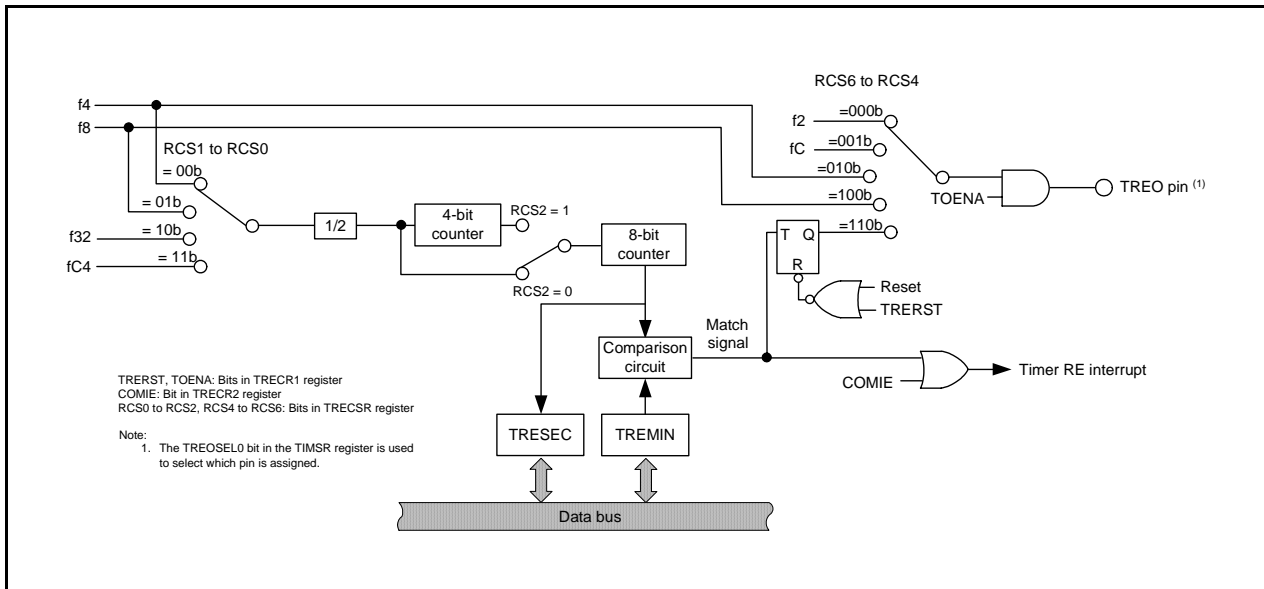 RCS6 to RCS4
f4
f8
f2
=000b
fC
=001b
=010b
=100b
=110b
RCS1 to RCS0
= 00b
= 01b
= 10b
= 11b
f32
fC4
1/2
4-bit
counter
RCS2 = 1
RCS2 = 0
8-bit
counter
TOENA
TREO pin (1)
T Q
R
Reset
TRERST
Match
signal
Comparison
circuit
COMIE
Timer RE interrupt
TRERST, TOENA: Bits in TRECR1 register
COMIE: Bit in TRECR2 register
RCS0 to RCS2, RCS4 to RCS6: Bits in TRECSR register
Note:
1. The TREOSEL0 bit in the TIMSR register is used
to select which pin is assigned.
TRESEC
TREMIN
Data bus